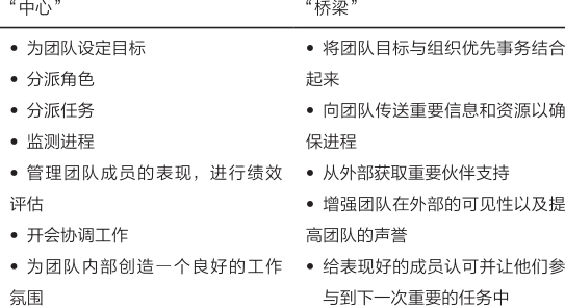 “中心”
• 为团队设定目标
• 分派角色
• 分派任务
• 监测进程
• 管理团队成员的表现，进行绩效
评估
• 开会协调工作
• 为团队内部创造一个良好的工作
氛围
“桥梁”
• 将团队目标与组织优先事务结合
起来
• 向团队传送重要信息和资源以确
保进程
• 从外部获取重要伙伴支持
• 增强团队在外部的可见性以及提
高团队的声誉
• 给表现好的成员认可并让他们参
与到下一次重要的任务中